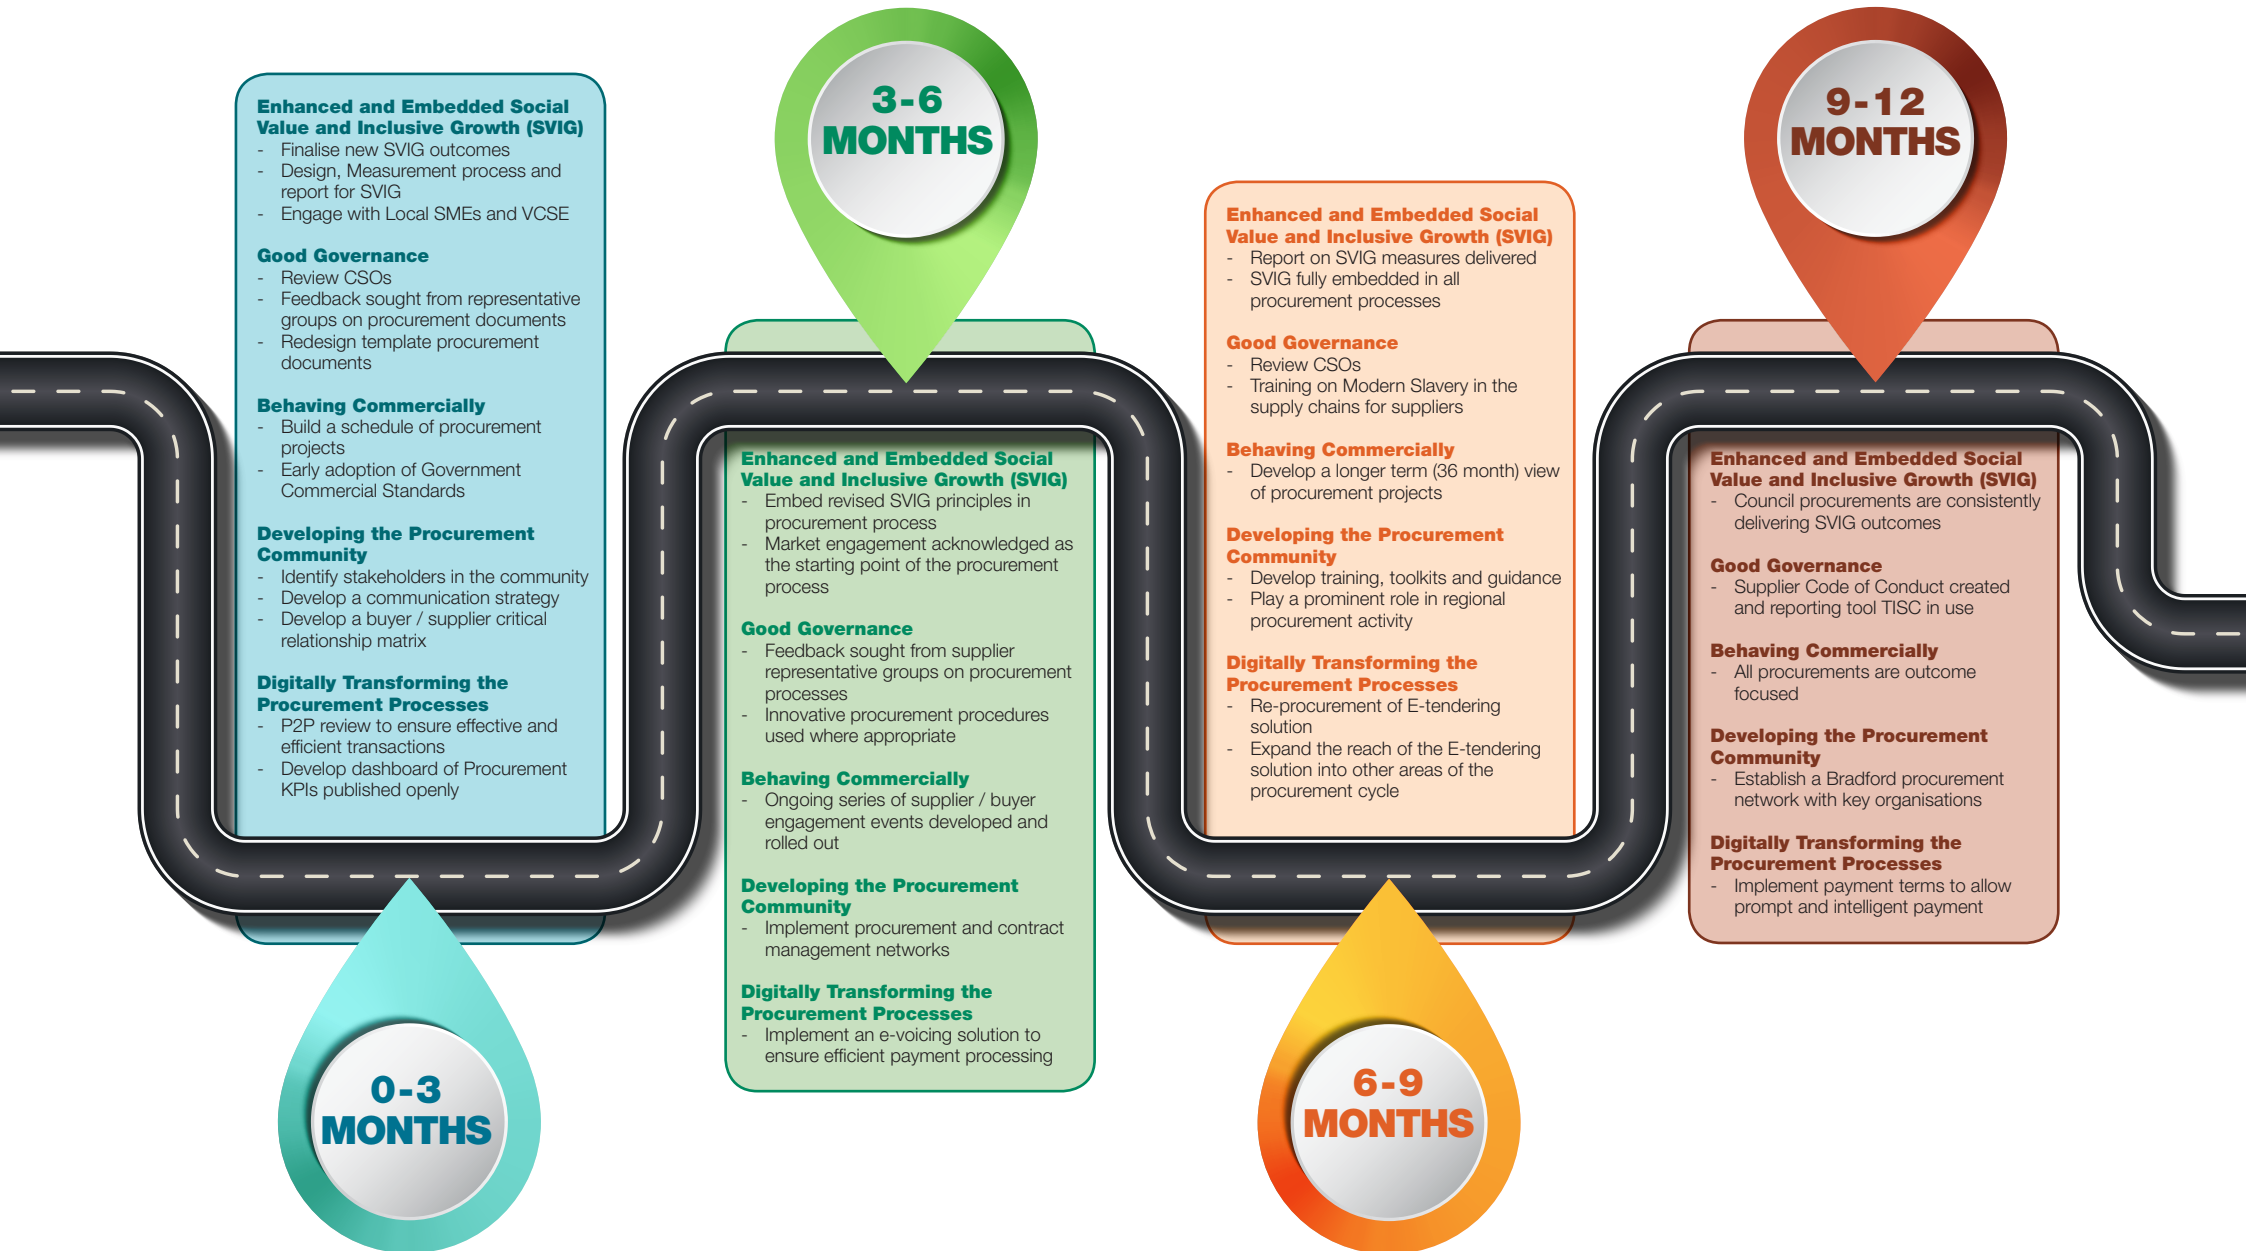 Enhanced and Embedded Social
Value and Inclusive Growth (SVIG)
- Finalise new SVIG outcomes
- Design, Measurement process and
report for SVIG
- Engage with Local SMEs and VCSE
Good Governance
- Review CSOs
- Feedback sought from representative
groups on procurement documents
- Redesign template procurement
documents
Behaving Commercially
- Build a schedule of procurement
projects
- Early adoption of Government
Commercial Standards
Developing the Procurement
Community
- Identify stakeholders in the community
- Develop a communication strategy
- Develop a buyer / supplier critical
relationship matrix
Digitally Transforming the
Procurement Processes
- P2P review to ensure effective and
efficient transactions
- Develop dashboard of Procurement
KPIs published openly
0-3
MONTHS
3-6
MONTHS
Enhanced and Embedded Social
Value and Inclusive Growth (SVIG)
- Embed revised SVIG principles in
procurement process
- Market engagement acknowledged as
the starting point of the procurement
process
Good Governance
- Feedback sought from supplier
representative groups on procurement
processes
- Innovative procurement procedures
used where appropriate
Behaving Commercially
- Ongoing series of supplier / buyer
engagement events developed and
rolled out
Developing the Procurement
Community
- Implement procurement and contract
management networks
Digitally Transforming the
Procurement Processes
- Implement an e-voicing solution to
ensure efficient payment processing
Enhanced and Embedded Social
Value and Inclusive Growth (SVIG)
- Report on SVIG measures delivered
- SVIG fully embedded in all
procurement processes
Good Governance
- Review CSOs
- Training on Modern Slavery in the
supply chains for suppliers
Behaving Commercially
- Develop a longer term (36 month) view
of procurement projects
Developing the Procurement
Community
- Develop training, toolkits and guidance
- Play a prominent role in regional
procurement activity
Digitally Transforming the
Procurement Processes
- Re-procurement of E-tendering
solution
- Expand the reach of the E-tendering
solution into other areas of the
procurement cycle
6-9
MONTHS
9-12
MONTHS
Enhanced and Embedded Social
Value and Inclusive Growth (SVIG)
- Council procurements are consistently
delivering SVIG outcomes
Good Governance
- Supplier Code of Conduct created
and reporting tool TISC in use
Behaving Commercially
- All procurements are outcome
focused
Developing the Procurement
Community
- Establish a Bradford procurement
network with key organisations
Digitally Transforming the
Procurement Processes
- Implement payment terms to allow
prompt and intelligent payment